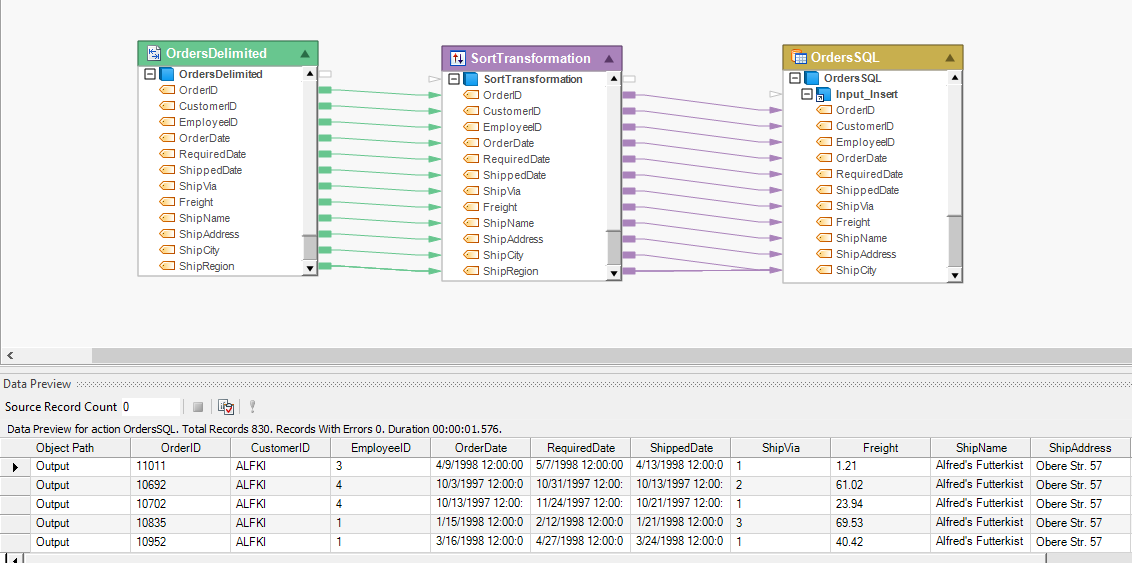 OrdersDelimited
OrdersDelimited
OrderID
CustomerID
EmployeeID
OrderDate
RequiredDate
ShippedDate
ShipVia
Freight
ShipName
ShipAddress
ShipCity
ShipRegion
SortTransformation
SortTransformation
OrderID
CustomerID
EmployeeID
OrderDate
RequiredDate
ShippedDate
ShipVia
Freight
ShipName
ShipAddress
ShipCity
ShipRegion
OrdersSQL
OrdersSQL
Input_Insert
OrderID
CustomerID
EmployeeID
OrderDate
RequiredDate
ShippedDate
ShipVia
Freight
ShipName
ShipAddress
ShipCity
Data Preview
Source Record Count 0
Data Preview for action OrdersSQL. Total Records 830. Records With Errors 0. Duration 00:00:01.576.
Object Path OrderID CustomerID EmployeeID OrderDate RequiredDate ShippedDate ShipVia Freight ShipName ShipAddress
Output 11011 ALFKI 3 4/9/1998 12:00:00 5/7/1998 12:00:00 4/13/1998 12:00:0 1 1.21 Alfred's Futterkist Obere Str. 57
Output 10692 ALFKI 4 10/3/1997 12:00:0 10/31/1997 12:00: 10/13/1997 12:00: 2 61.02 Alfred's Futterkist Obere Str. 57
Output 10702 ALFKI 4 10/13/1997 12:00: 11/24/1997 12:00: 10/21/1997 12:00: 1 23.94 Alfred's Futterkist Obere Str. 57
Output 10835 ALFKI 1 1/15/1998 12:00:0 2/12/1998 12:00:0 1/21/1998 12:00:0 3 69.53 Alfred's Futterkist Obere Str. 57
Output 10952 ALFKI 1 3/16/1998 12:00:0 4/27/1998 12:00:0 3/24/1998 12:00:0 1 40.42 Alfred's Futterkist Obere Str. 57